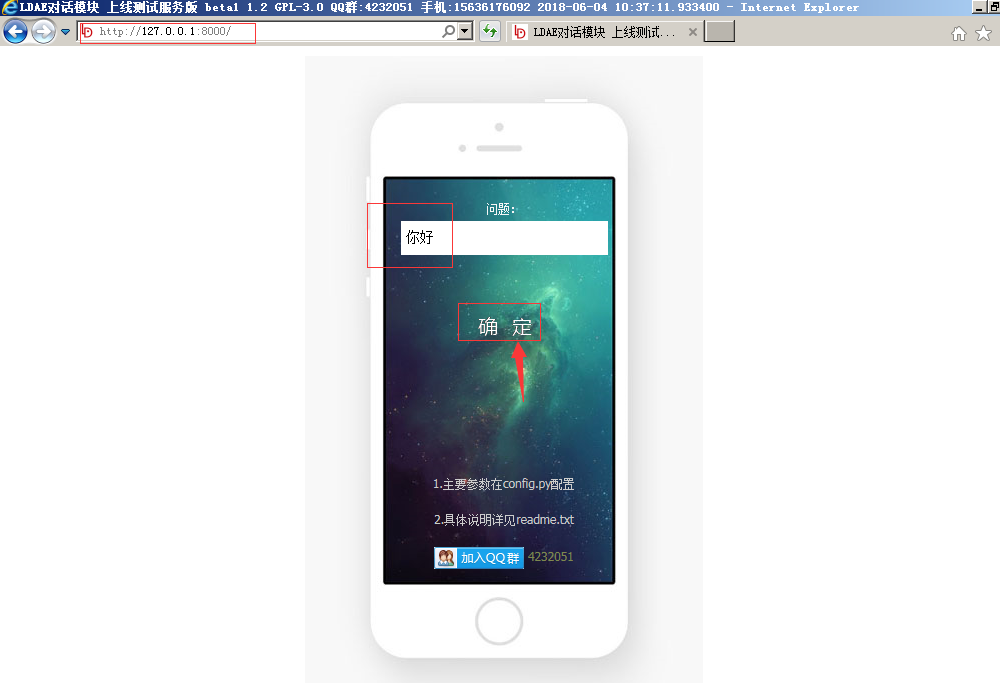 LDAE对话模块 上线测试服务版 beta1 1.2 GPL-3.0 QQ群:4232051 手机:15636176092 2018-06-04 10:37:11.933400 - Internet Explorer
http://127.0.0.1:8000/
LDAE对话模块 上线测试...
问题：
你好
确 定
1.主要参数在config.py配置
2.具体说明详见readme.txt
加入QQ群 4232051